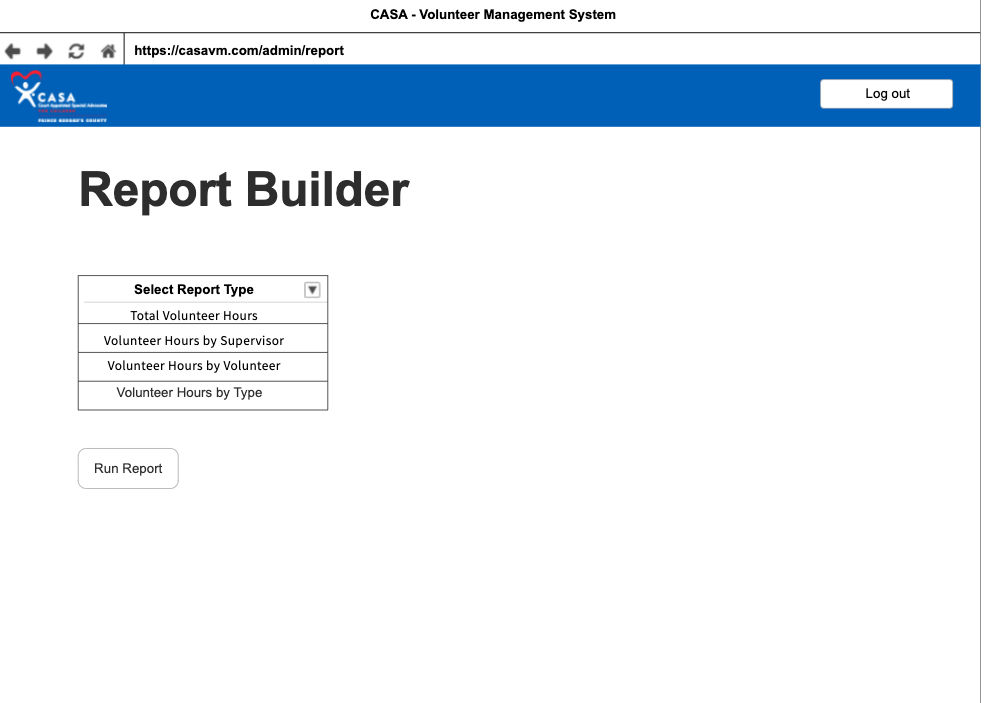 CASA - Volunteer Management System
https://casavm.com/admin/report
CASA
Court Appointed Special Advocates
PRINCE GEORGE'S COUNTY
Log out
Report Builder
Select Report Type
Total Volunteer Hours
Volunteer Hours by Supervisor
Volunteer Hours by Volunteer
Volunteer Hours by Type
Run Report